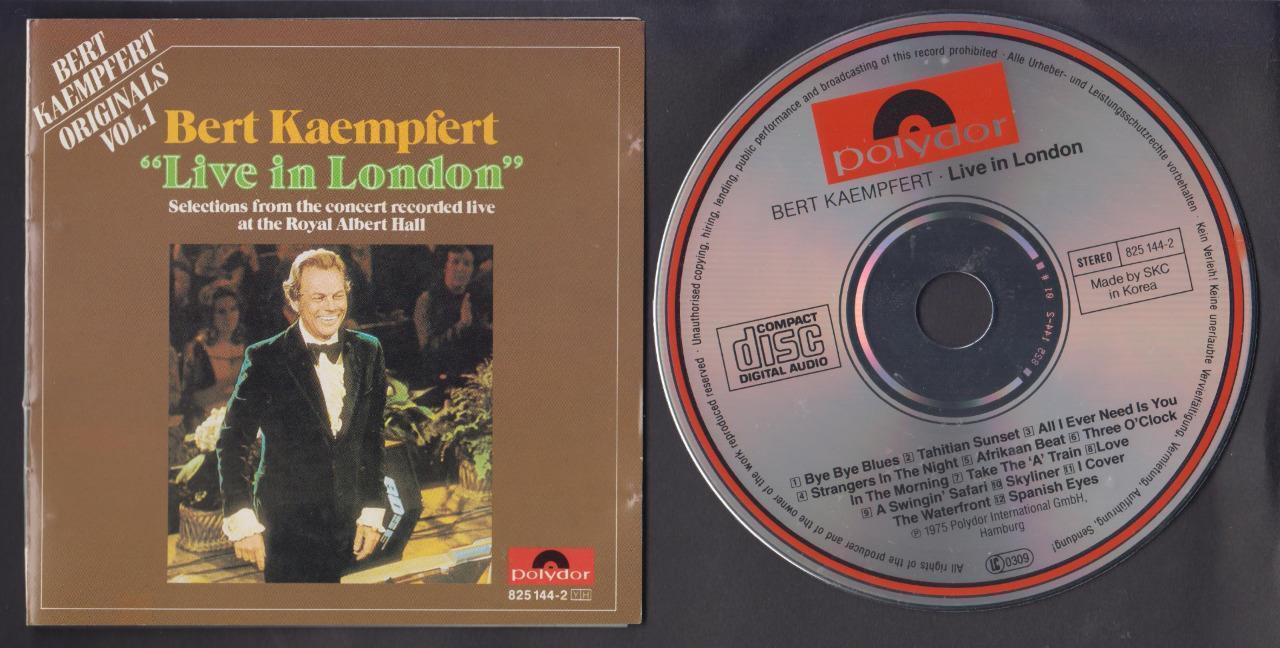 BERT
KAEMPFERT
ORIGINALS
VOL.1
Bert Kaempfert
“Live in London”
Selections from the concert recorded live
at the Royal Albert Hall
polydor
825 144-2 YH
polydor
BERT KAEMPFERT · Live in London
STEREO 825 144-2
Made by SKC
in Korea
COMPACT
disc
DIGITAL AUDIO
1 Bye Bye Blues 2 Tahitian Sunset 3 All I Ever Need Is You
4 Strangers In The Night 5 Afrikaan Beat 6 Three O'Clock
In The Morning 7 Take The 'A' Train 8 Love
9 A Swingin' Safari 10 Skyliner 11 I Cover
The Waterfront 12 Spanish Eyes
℗ 1975 Polydor International GmbH,
Hamburg
LC 0309
All rights of the producer and of the owner of the work reproduced reserved · Unauthorised copying, hiring, lending, public performance and broadcasting of this record prohibited · Alle Urheber- und Leistungsschutzrechte vorbehalten · Kein Verleih! Keine unerlaubte Vervielfältigung, Vermietung, Aufführung, Sendung!